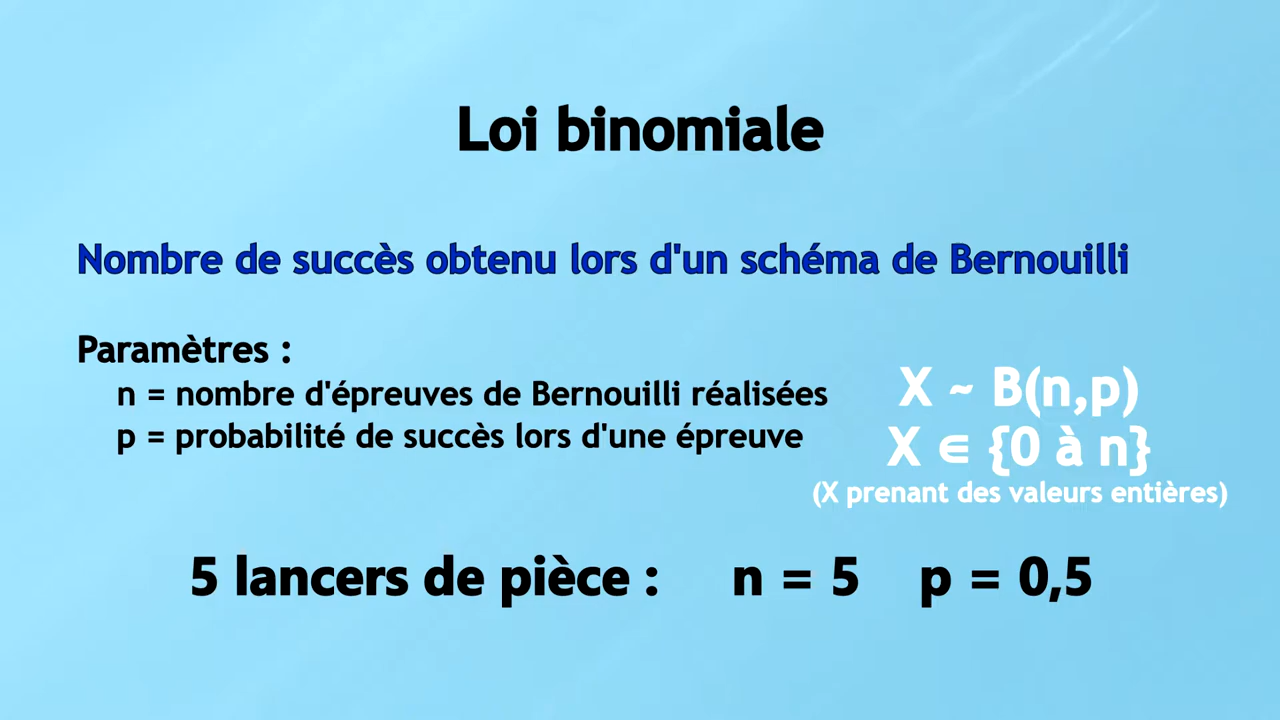 Loi binomiale
Nombre de succès obtenu lors d'un schéma de Bernouilli
Paramètres :
n = nombre d'épreuves de Bernouilli réalisées
p = probabilité de succès lors d'une épreuve
X ~ B(n,p)
X ∈ {0 à n}
(X prenant des valeurs entières)
5 lancers de pièce : n = 5 p = 0,5